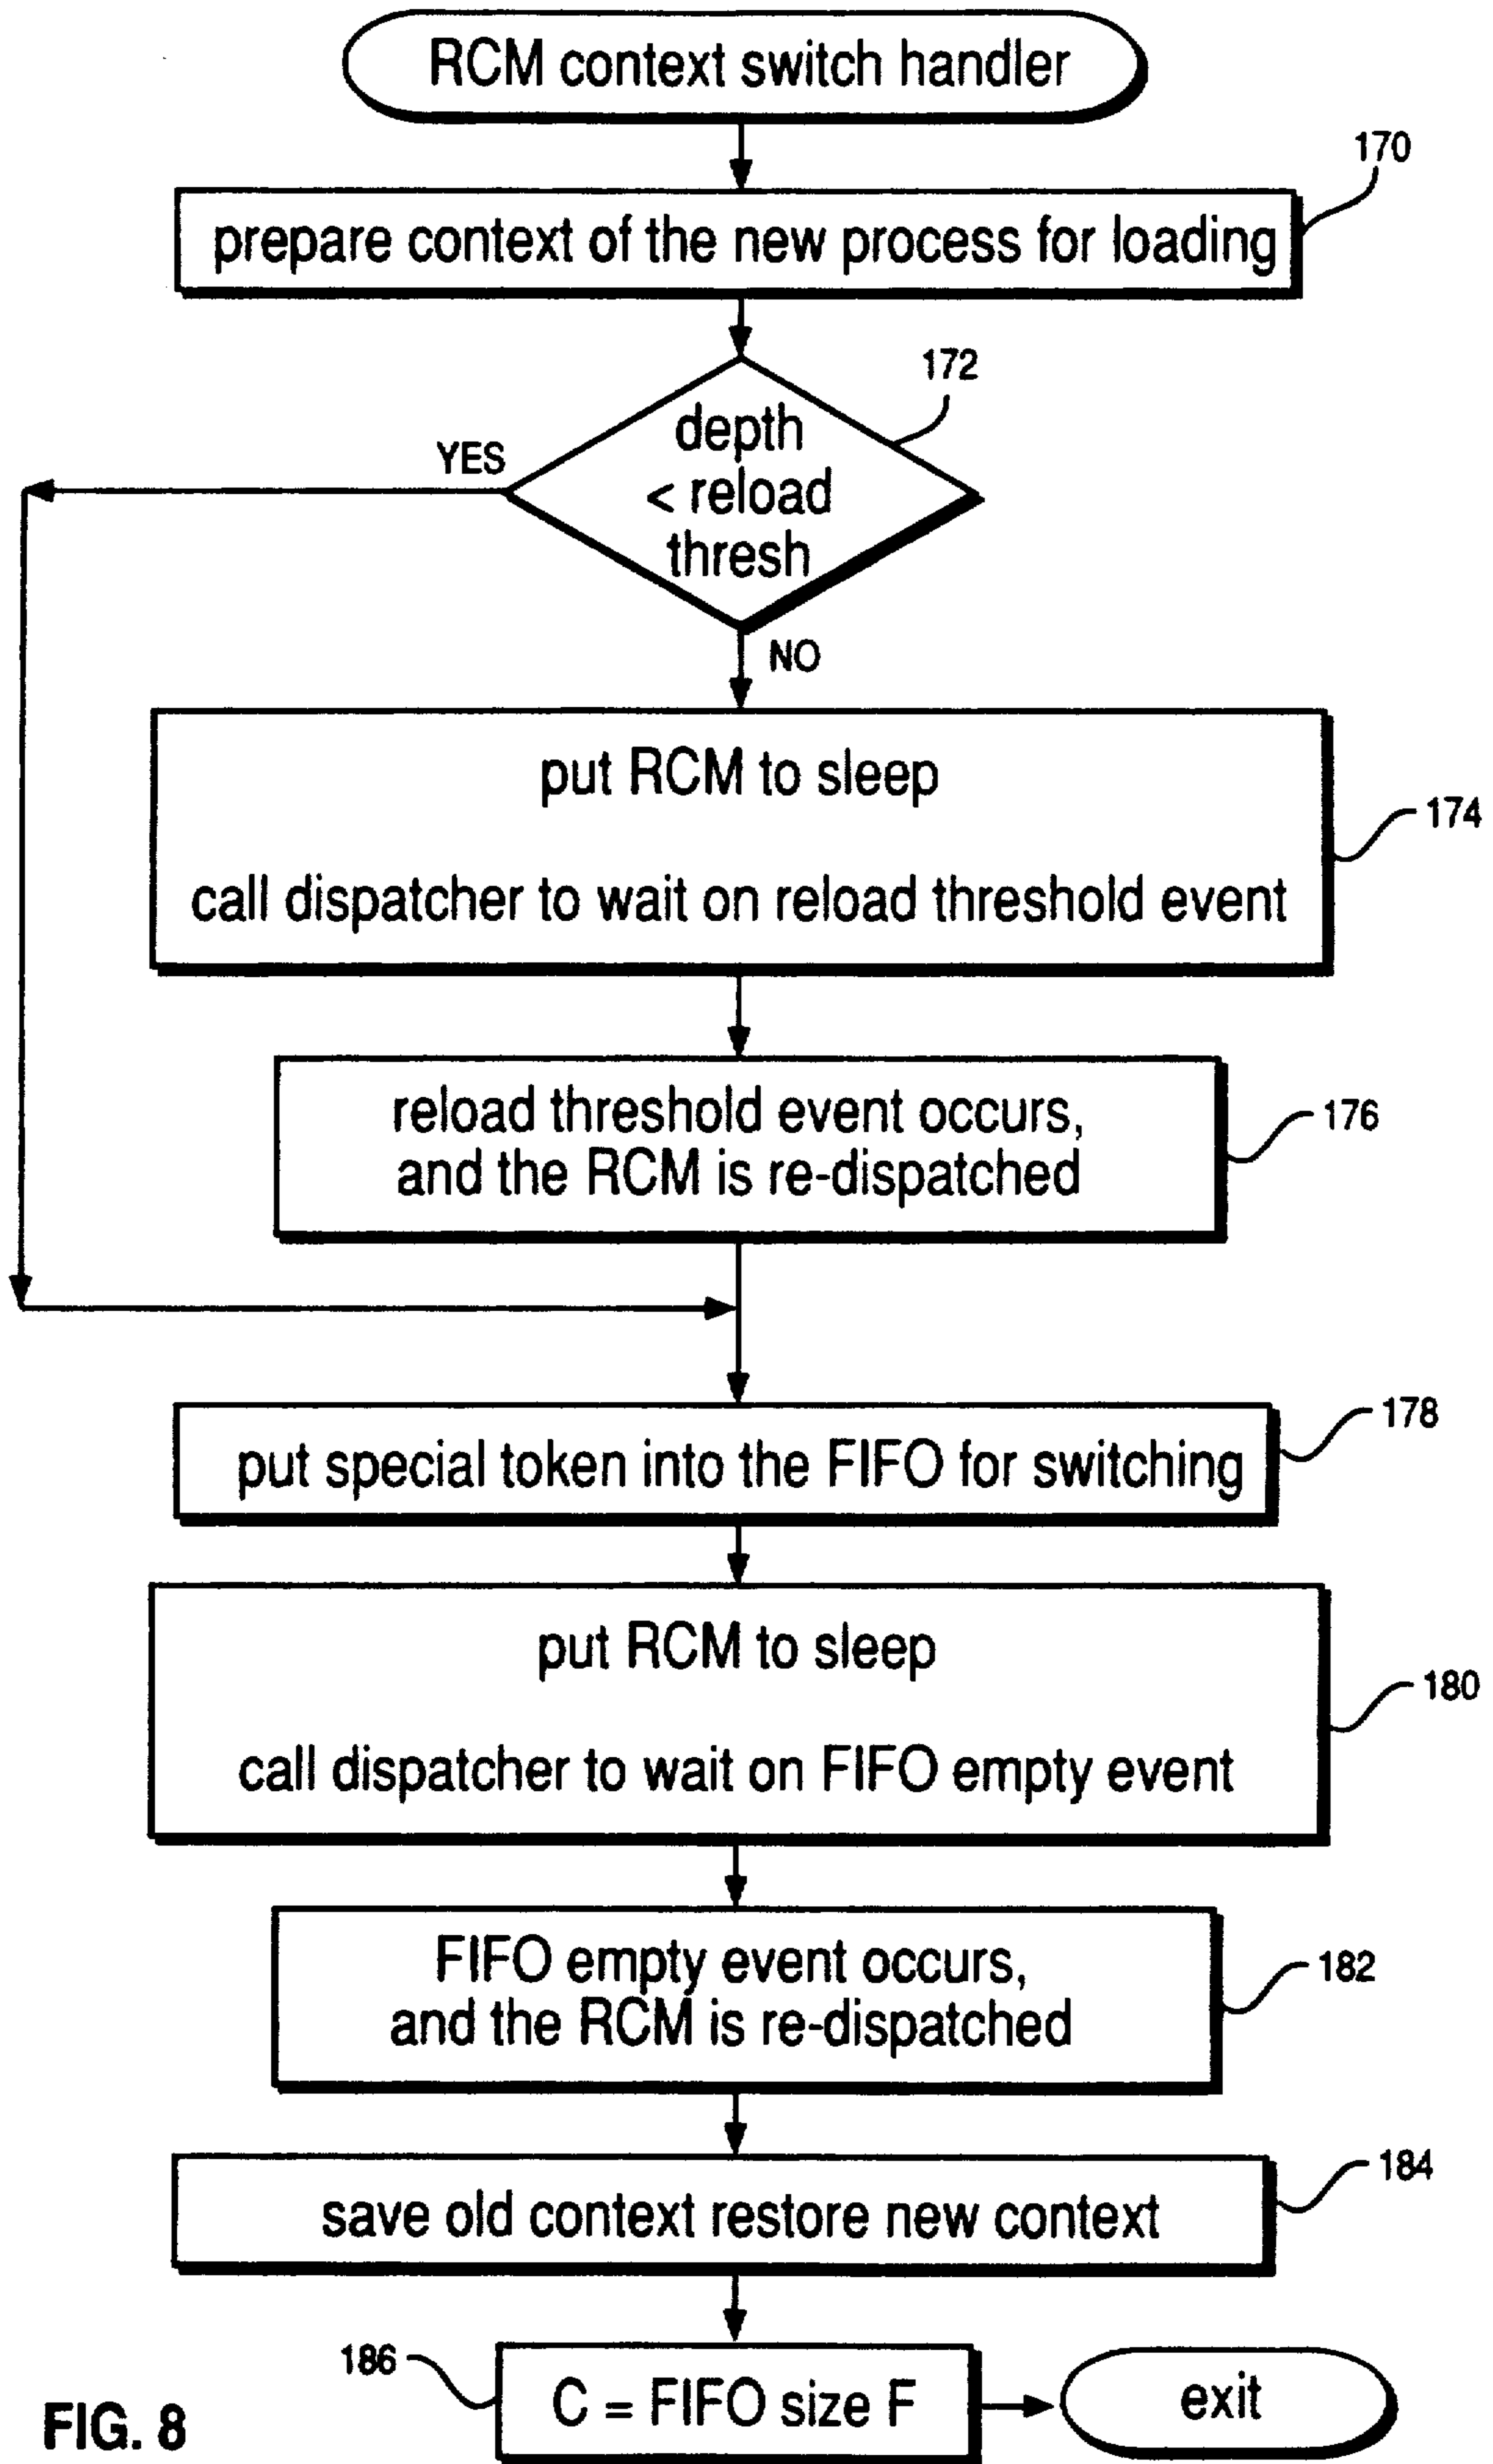 RCM context switch handler
170
prepare context of the new process for loading
172
depth
< reload
thresh
YES
NO
put RCM to sleep
call dispatcher to wait on reload threshold event
174
reload threshold event occurs,
and the RCM is re-dispatched
176
178
put special token into the FIFO for switching
put RCM to sleep
call dispatcher to wait on FIFO empty event
180
FIFO empty event occurs,
and the RCM is re-dispatched
182
184
save old context restore new context
186
C = FIFO size F
exit
FIG. 8